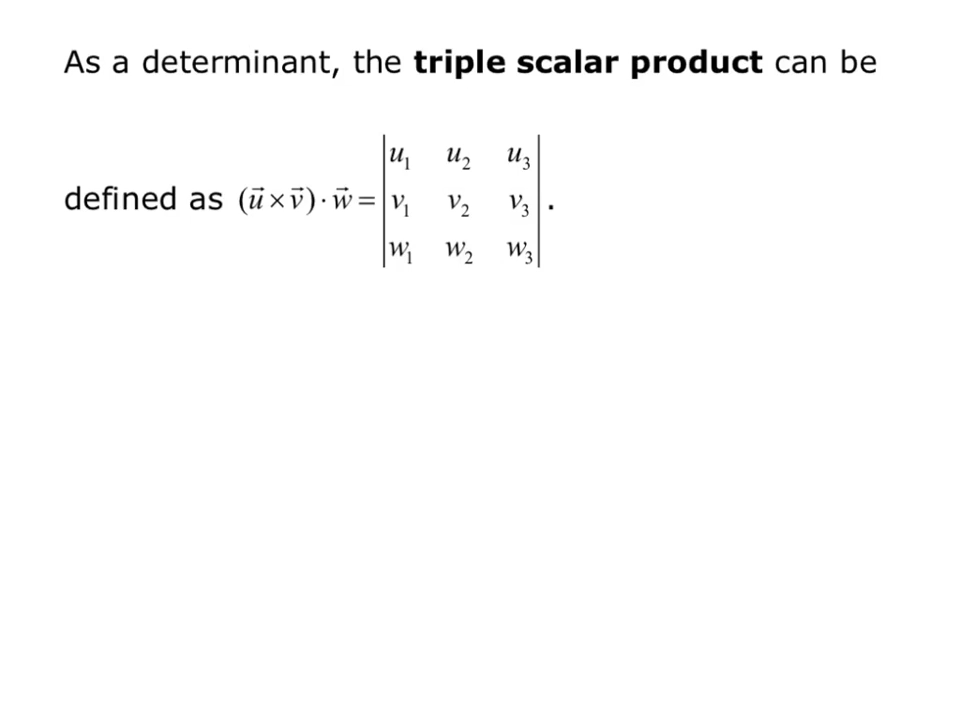 As a determinant, the triple scalar product can be
defined as (u⃗ × v⃗) · w⃗ = | u₁ u₂ u₃ |
| v₁ v₂ v₃ | .
| w₁ w₂ w₃ |